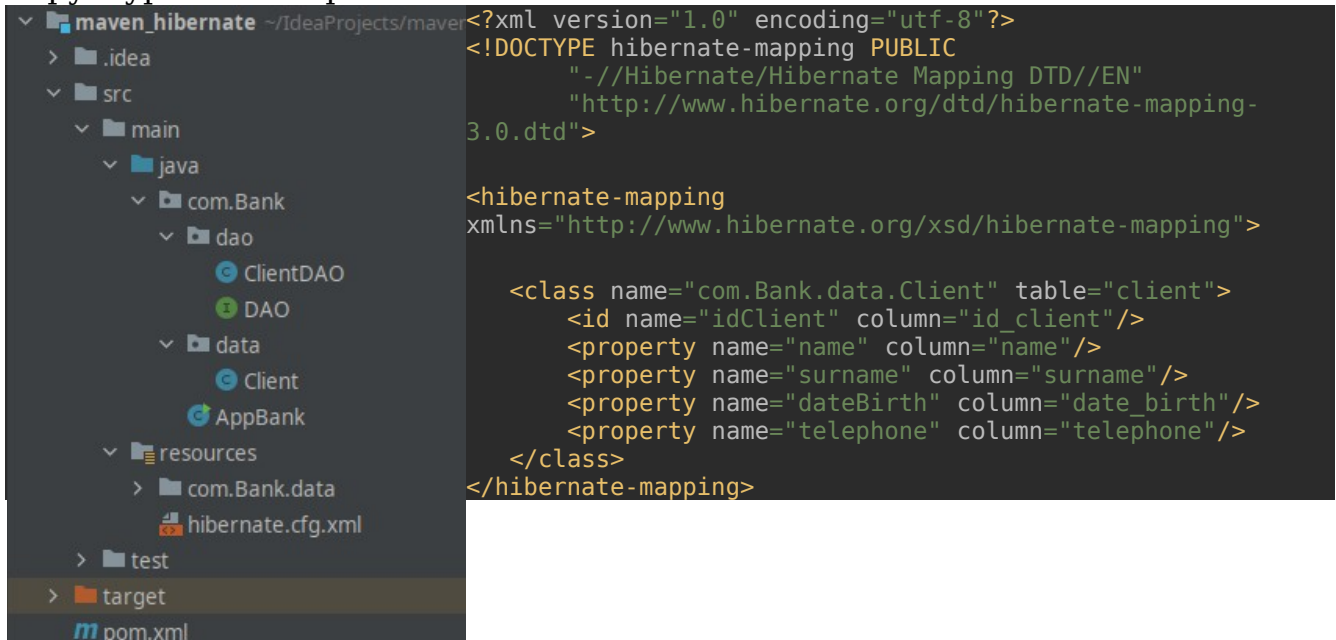 maven_hibernate ~/IdeaProjects/maven
.idea
src
main
java
com.Bank
dao
ClientDAO
DAO
data
Client
AppBank
resources
com.Bank.data
hibernate.cfg.xml
test
target
pom.xml
<?xml version="1.0" encoding="utf-8"?>
<!DOCTYPE hibernate-mapping PUBLIC
"-//Hibernate/Hibernate Mapping DTD//EN"
"http://www.hibernate.org/dtd/hibernate-mapping-
3.0.dtd">
<hibernate-mapping
xmlns="http://www.hibernate.org/xsd/hibernate-mapping">
<class name="com.Bank.data.Client" table="client">
<id name="idClient" column="id_client"/>
<property name="name" column="name"/>
<property name="surname" column="surname"/>
<property name="dateBirth" column="date_birth"/>
<property name="telephone" column="telephone"/>
</class>
</hibernate-mapping>